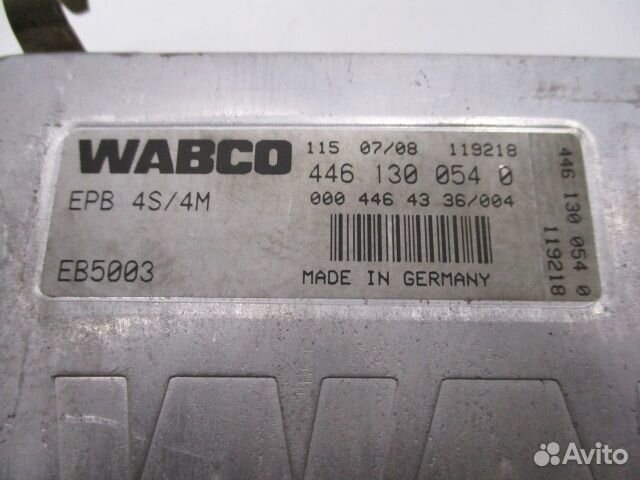 WABCO
115 07/08 119218
446 130 054 0
000 446 43 36/004
EPB 4S/4M
EB5003
MADE IN GERMANY
446 130 054 0
119218
Avito